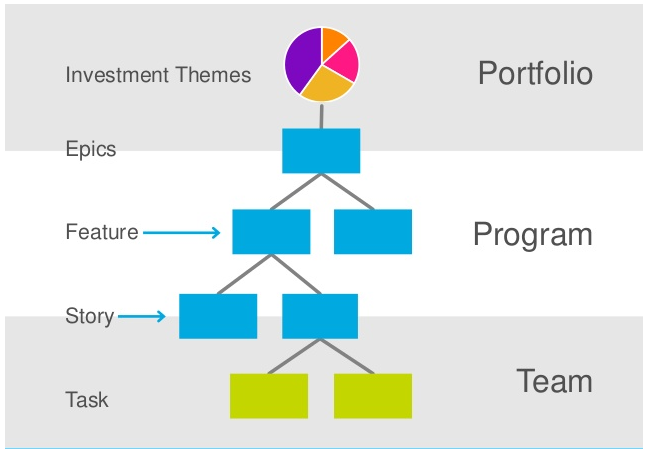 Investment Themes
Portfolio
Epics
Feature
Program
Story
Team
Task